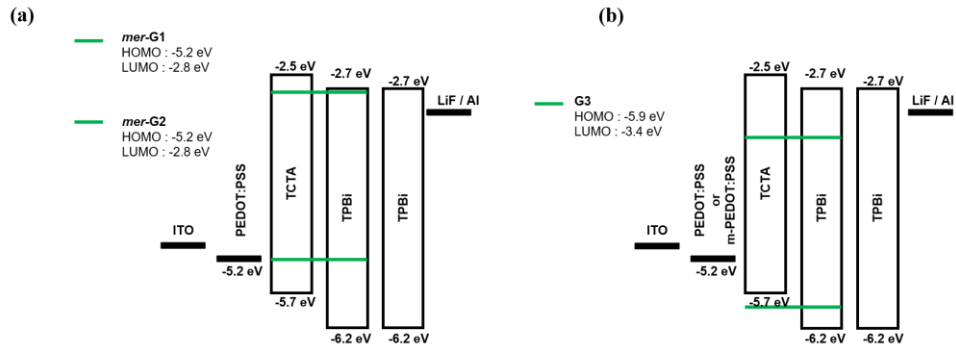 (a)
mer-G1
HOMO : -5.2 eV
LUMO : -2.8 eV
mer-G2
HOMO : -5.2 eV
LUMO : -2.8 eV
ITO
PEDOT:PSS
-5.2 eV
-2.5 eV
TCTA
-5.7 eV
-2.7 eV
TPBi
-6.2 eV
-2.7 eV
TPBi
LiF / Al
(b)
G3
HOMO : -5.9 eV
LUMO : -3.4 eV
ITO
PEDOT:PSS
or
m-PEDOT:PSS
-5.2 eV
-2.5 eV
TCTA
-5.7 eV
-2.7 eV
TPBi
-6.2 eV
-2.7 eV
TPBi
-6.2 eV
LiF / Al